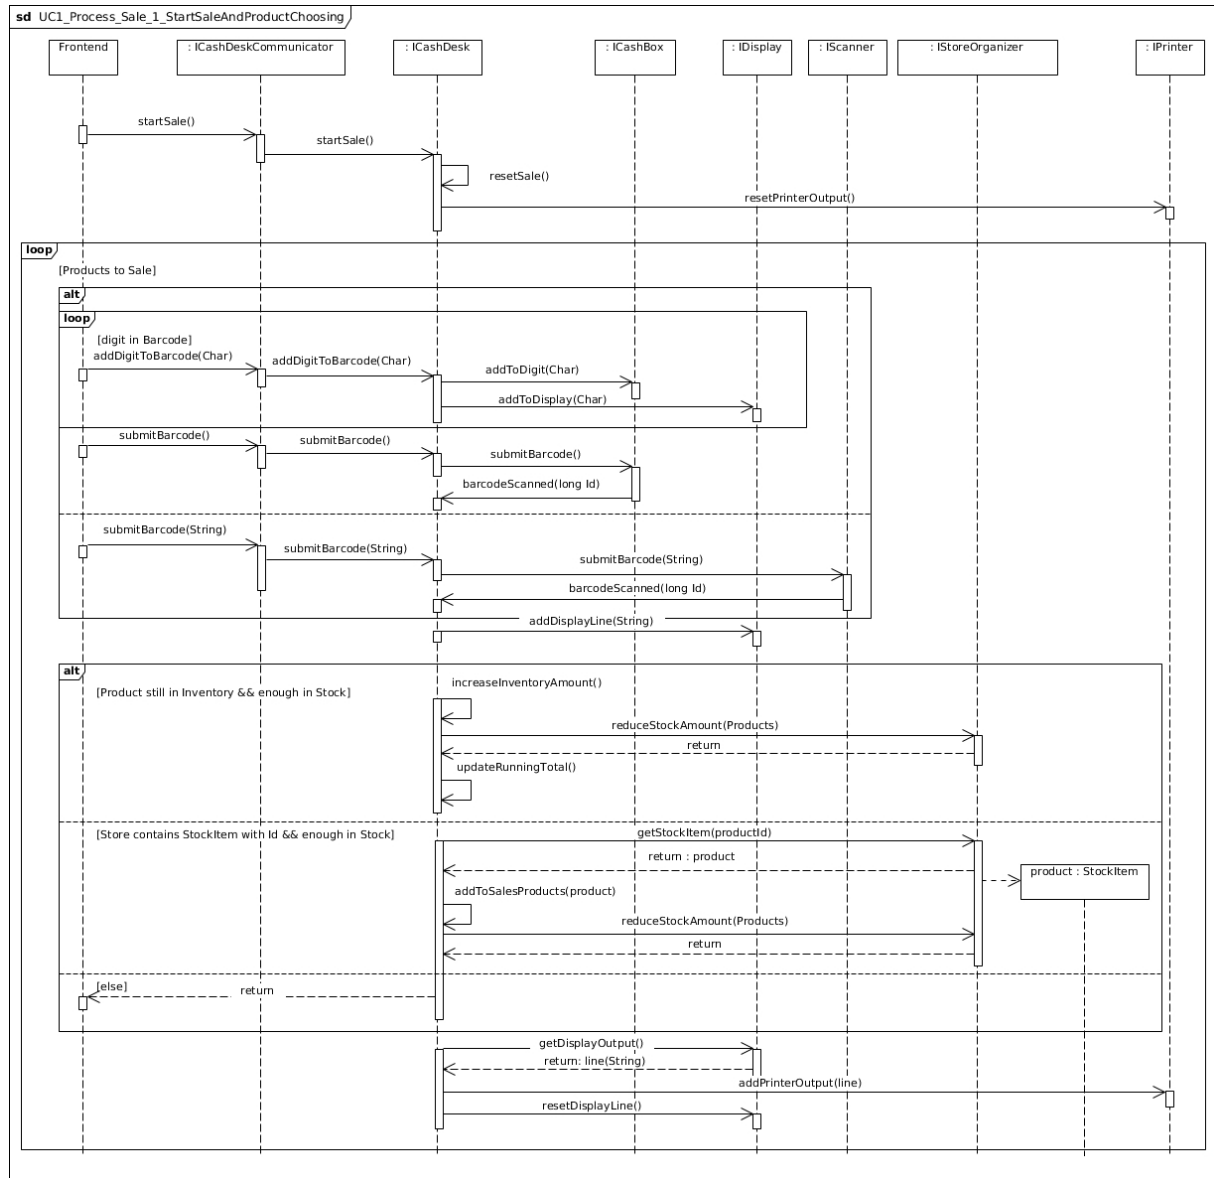 sd UC1_Process_Sale_1_StartSaleAndProductChoosing
Frontend
: ICashDeskCommunicator
: ICashDesk
: ICashBox
: IDisplay
: IScanner
: IStoreOrganizer
: IPrinter
startSale()
startSale()
resetSale()
resetPrinterOutput()
loop
[Products to Sale]
alt
loop
[digit in Barcode]
addDigitToBarcode(Char)
addDigitToBarcode(Char)
addToDigit(Char)
addToDisplay(Char)
submitBarcode()
submitBarcode()
submitBarcode()
barcodeScanned(long Id)
submitBarcode(String)
submitBarcode(String)
submitBarcode(String)
barcodeScanned(long Id)
addDisplayLine(String)
alt
[Product still in Inventory && enough in Stock]
increaseInventoryAmount()
reduceStockAmount(Products)
return
updateRunningTotal()
[Store contains StockItem with Id && enough in Stock]
getStockItem(productId)
return : product
product : StockItem
addToSalesProducts(product)
reduceStockAmount(Products)
return
[else]
return
getDisplayOutput()
return: line(String)
addPrinterOutput(line)
resetDisplayLine()